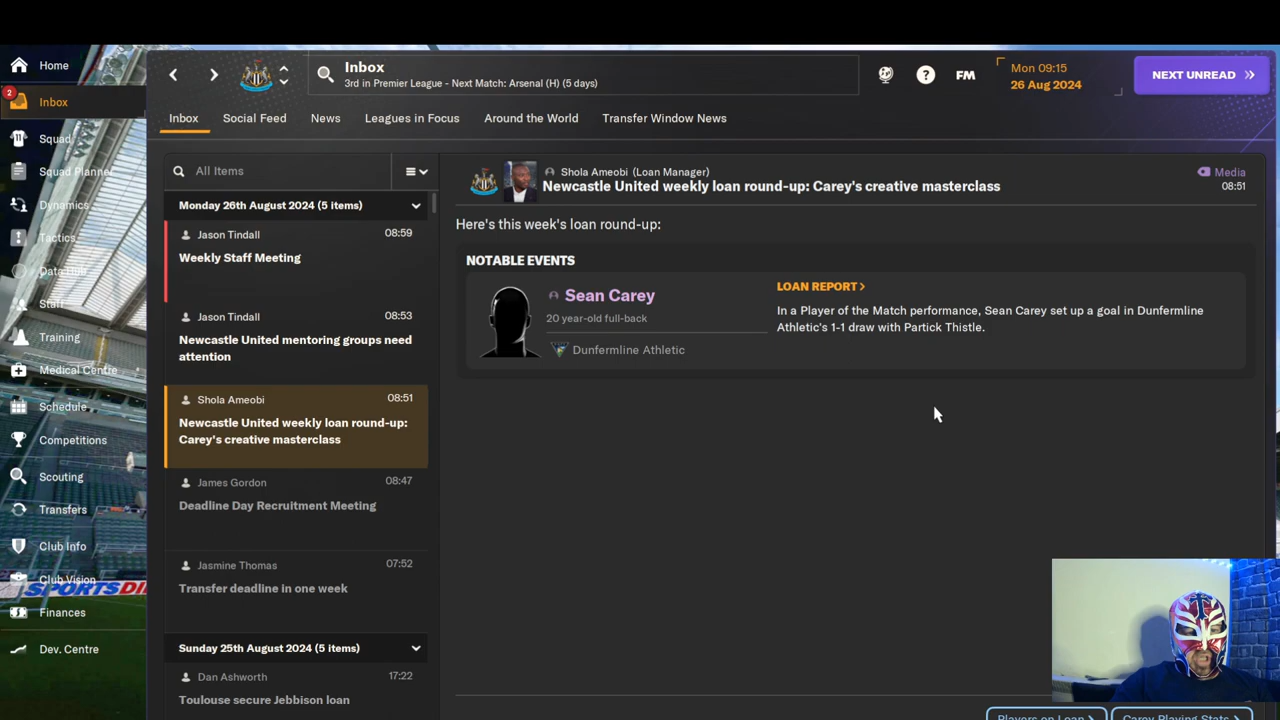 Home
2
Inbox
Squad
Squad Planner
Dynamics
Tactics
Data Hub
Staff
Training
Medical Centre
Schedule
Competitions
Scouting
Transfers
Club Info
Club Vision
Finances
Dev. Centre
Inbox
3rd in Premier League - Next Match: Arsenal (H) (5 days)
FM
Mon 09:15
26 Aug 2024
NEXT UNREAD
Inbox Social Feed News Leagues in Focus Around the World Transfer Window News
All Items
Monday 26th August 2024 (5 items)
Jason Tindall 08:59
Weekly Staff Meeting
Jason Tindall 08:53
Newcastle United mentoring groups need
attention
Shola Ameobi 08:51
Newcastle United weekly loan round-up:
Carey's creative masterclass
James Gordon 08:47
Deadline Day Recruitment Meeting
Jasmine Thomas 07:52
Transfer deadline in one week
Sunday 25th August 2024 (5 items)
Dan Ashworth 17:22
Toulouse secure Jebbison loan
Shola Ameobi (Loan Manager)
Newcastle United weekly loan round-up: Carey's creative masterclass
Media
08:51
Here's this week's loan round-up:
NOTABLE EVENTS
Sean Carey
20 year-old full-back
Dunfermline Athletic
LOAN REPORT >
In a Player of the Match performance, Sean Carey set up a goal in Dunfermline
Athletic's 1-1 draw with Partick Thistle.
Players on Loan > Carey Playing Stats >